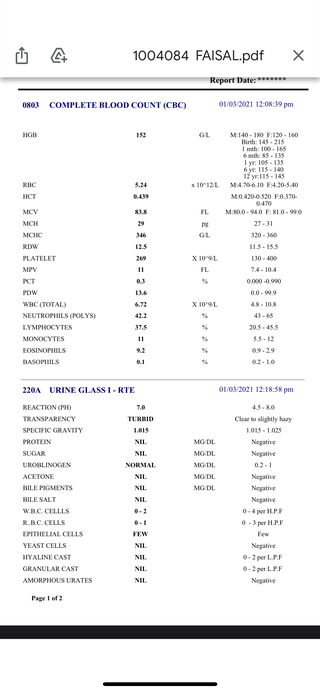 1004084 FAISAL.pdf
Report Date:*******
0803 COMPLETE BLOOD COUNT (CBC) 01/03/2021 12:08:39 pm
HGB 152 G/L M:140 - 180 F:120 - 160
Birth: 145 - 215
1 mth: 100 - 165
6 mth: 85 - 135
1 yr: 105 - 135
6 yr: 115 - 140
12 yr:115 - 145
RBC 5.24 x 10^12/L M:4.70-6.10 F:4.20-5.40
HCT 0.439 M:0.420-0.520 F:0.370-
0.470
MCV 83.8 FL M:80.0 - 94.0 F: 81.0 - 99.0
MCH 29 pg 27 - 31
MCHC 346 G/L 320 - 360
RDW 12.5 11.5 - 15.5
PLATELET 269 X 10^9/L 130 - 400
MPV 11 FL 7.4 - 10.4
PCT 0.3 % 0.000 -0.990
PDW 13.6 0.0 - 99.9
WBC (TOTAL) 6.72 X 10^9/L 4.8 - 10.8
NEUTROPHILS (POLYS) 42.2 % 43 - 65
LYMPHOCYTES 37.5 % 20.5 - 45.5
MONOCYTES 11 % 5.5 - 12
EOSINOPHILS 9.2 % 0.9 - 2.9
BASOPHILS 0.1 % 0.2 - 1.0
220A URINE GLASS I - RTE 01/03/2021 12:18:58 pm
REACTION (PH) 7.0 4.5 - 8.0
TRANSPARENCY TURBID Clear to slightly hazy
SPECIFIC GRAVITY 1.015 1.015 - 1.025
PROTEIN NIL MG/DL Negative
SUGAR NIL MG/DL Negative
UROBLINOGEN NORMAL MG/DL 0.2 - 1
ACETONE NIL MG/DL Negative
BILE PIGMENTS NIL MG/DL Negative
BILE SALT NIL Negative
W.B.C. CELLLS 0 - 2 0 - 4 per H.P.F
R..B.C. CELLS 0 - 1 0 - 3 per H.P.F
EPITHELIAL CELLS FEW Few
YEAST CELLS NIL Negative
HYALINE CAST NIL 0 - 2 per L.P.F
GRANULAR CAST NIL 0 - 2 per L.P.F
AMORPHOUS URATES NIL Negative
Page 1 of 2